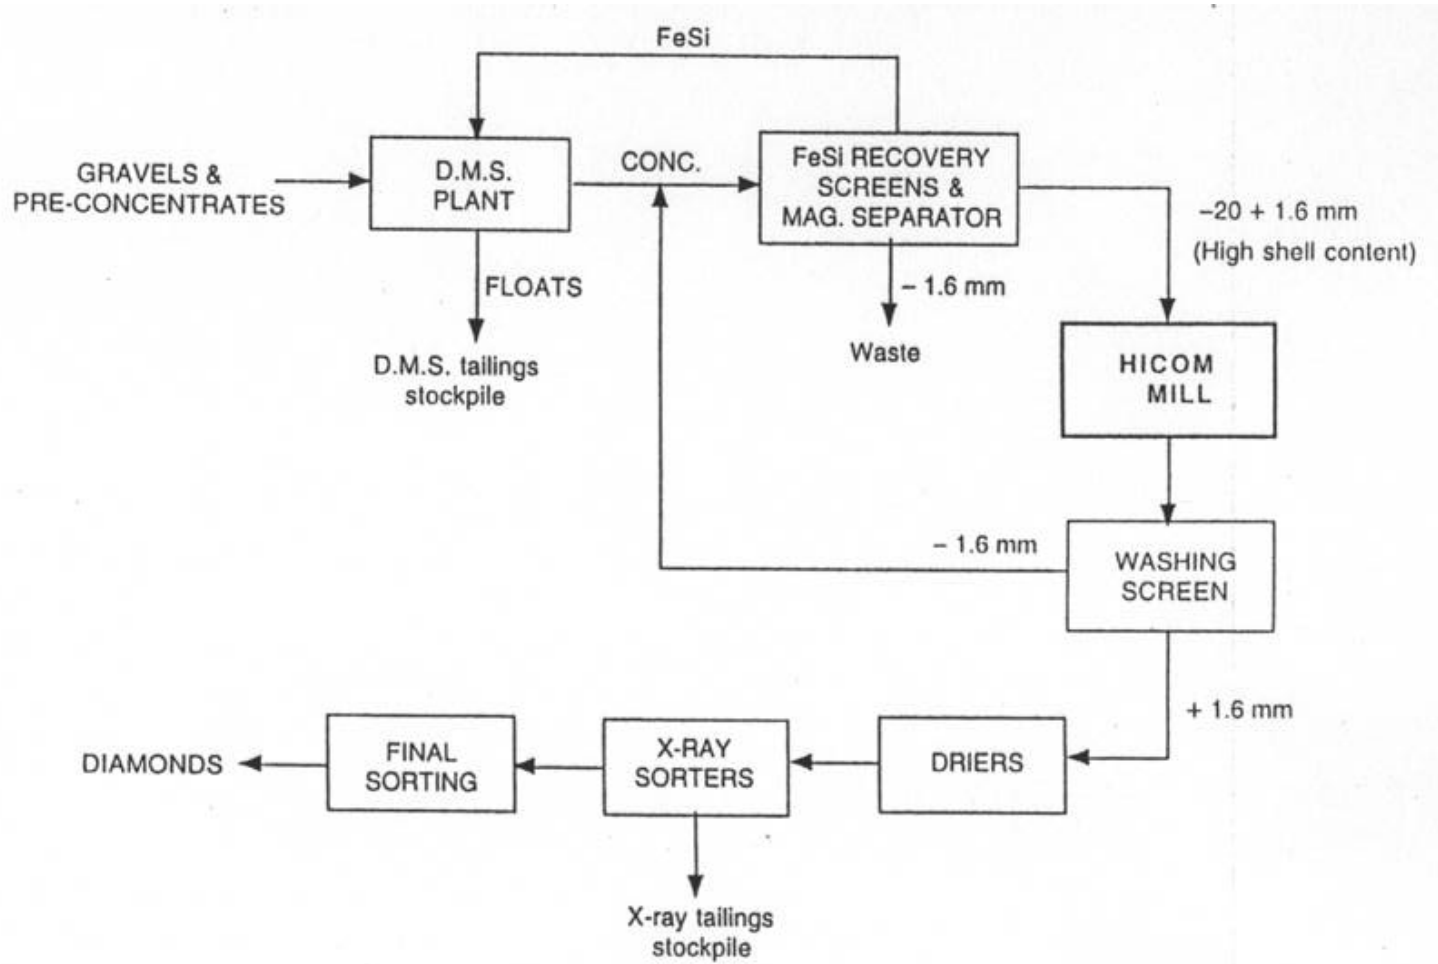 FeSi
GRAVELS &
PRE-CONCENTRATES
D.M.S.
PLANT
CONC.
FeSi RECOVERY
SCREENS &
MAG. SEPARATOR
–20 + 1.6 mm
(High shell content)
FLOATS
– 1.6 mm
D.M.S. tailings
stockpile
Waste
HICOM
MILL
– 1.6 mm
WASHING
SCREEN
+ 1.6 mm
DIAMONDS
FINAL
SORTING
X-RAY
SORTERS
DRIERS
X-ray tailings
stockpile